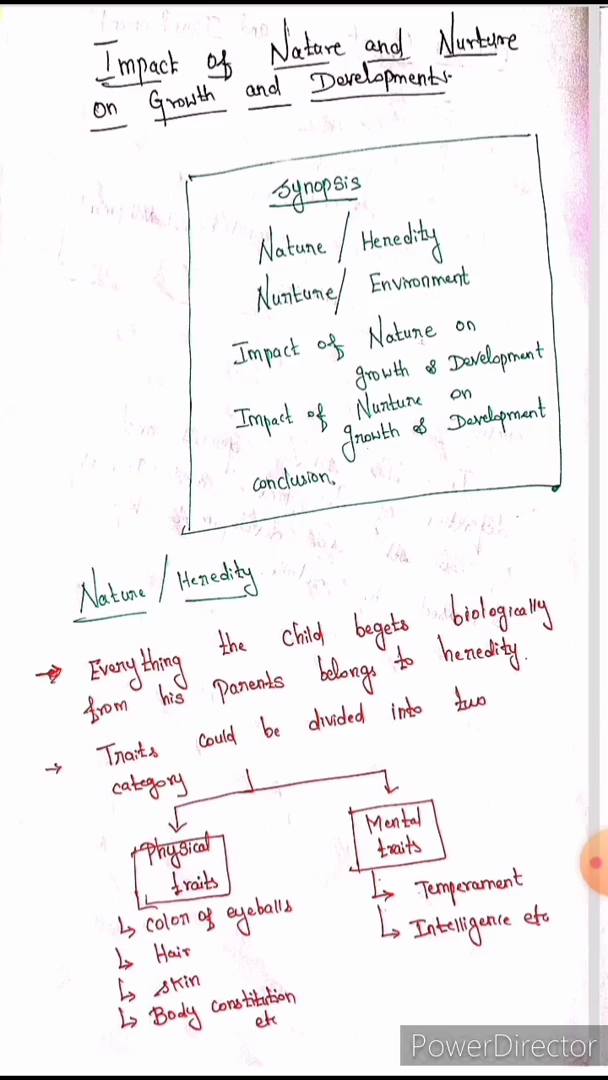 Impact of Nature and Nurture
on Growth and Developments.
Synopsis
Nature / Heredity
Nurture / Environment
Impact of Nature on
growth & Development
Impact of Nurture on
growth & Development
conclusion.
Nature / Heredity
→ Everything the child begets biologically
from his parents belongs to heredity.
→ Traits could be divided into two
category
Physical
traits
Mental
traits
↳ color of eyeballs
↳ Hair
↳ skin
↳ Body constitution
etc
↳ Temperament
↳ Intelligence etc
PowerDirector